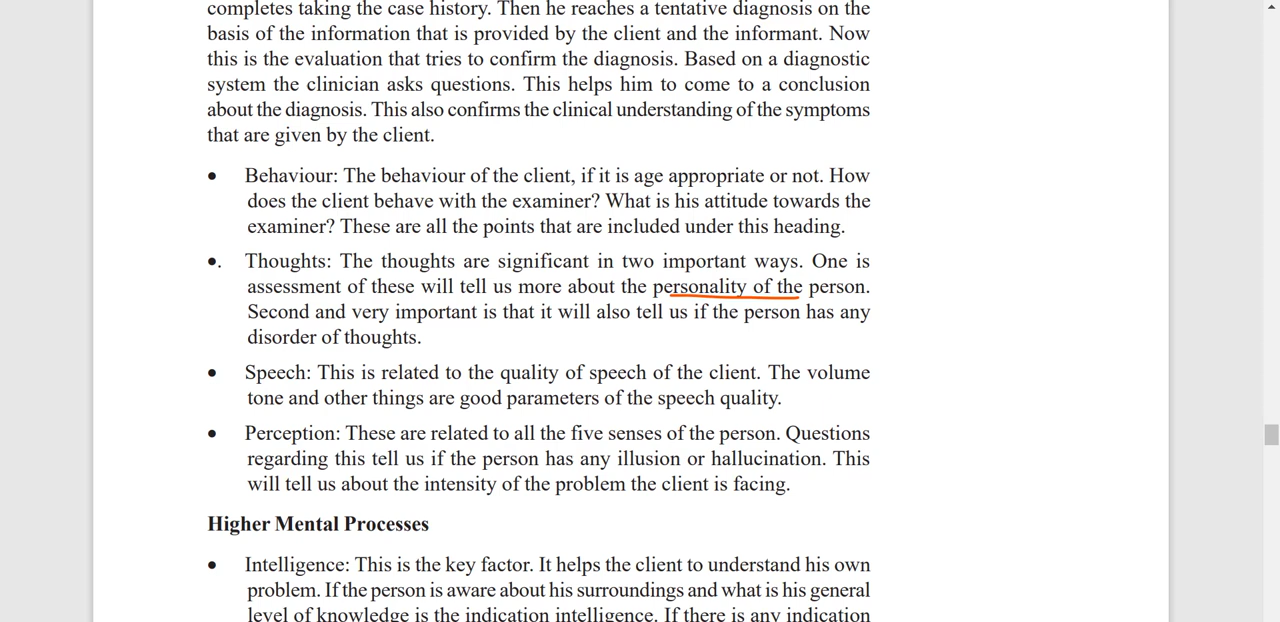 completes taking the case history. Then he reaches a tentative diagnosis on the
basis of the information that is provided by the client and the informant. Now
this is the evaluation that tries to confirm the diagnosis. Based on a diagnostic
system the clinician asks questions. This helps him to come to a conclusion
about the diagnosis. This also confirms the clinical understanding of the symptoms
that are given by the client.
• Behaviour: The behaviour of the client, if it is age appropriate or not. How
does the client behave with the examiner? What is his attitude towards the
examiner? These are all the points that are included under this heading.
•. Thoughts: The thoughts are significant in two important ways. One is
assessment of these will tell us more about the personality of the person.
Second and very important is that it will also tell us if the person has any
disorder of thoughts.
• Speech: This is related to the quality of speech of the client. The volume
tone and other things are good parameters of the speech quality.
• Perception: These are related to all the five senses of the person. Questions
regarding this tell us if the person has any illusion or hallucination. This
will tell us about the intensity of the problem the client is facing.
Higher Mental Processes
• Intelligence: This is the key factor. It helps the client to understand his own
problem. If the person is aware about his surroundings and what is his general
level of knowledge is the indication intelligence. If there is any indication